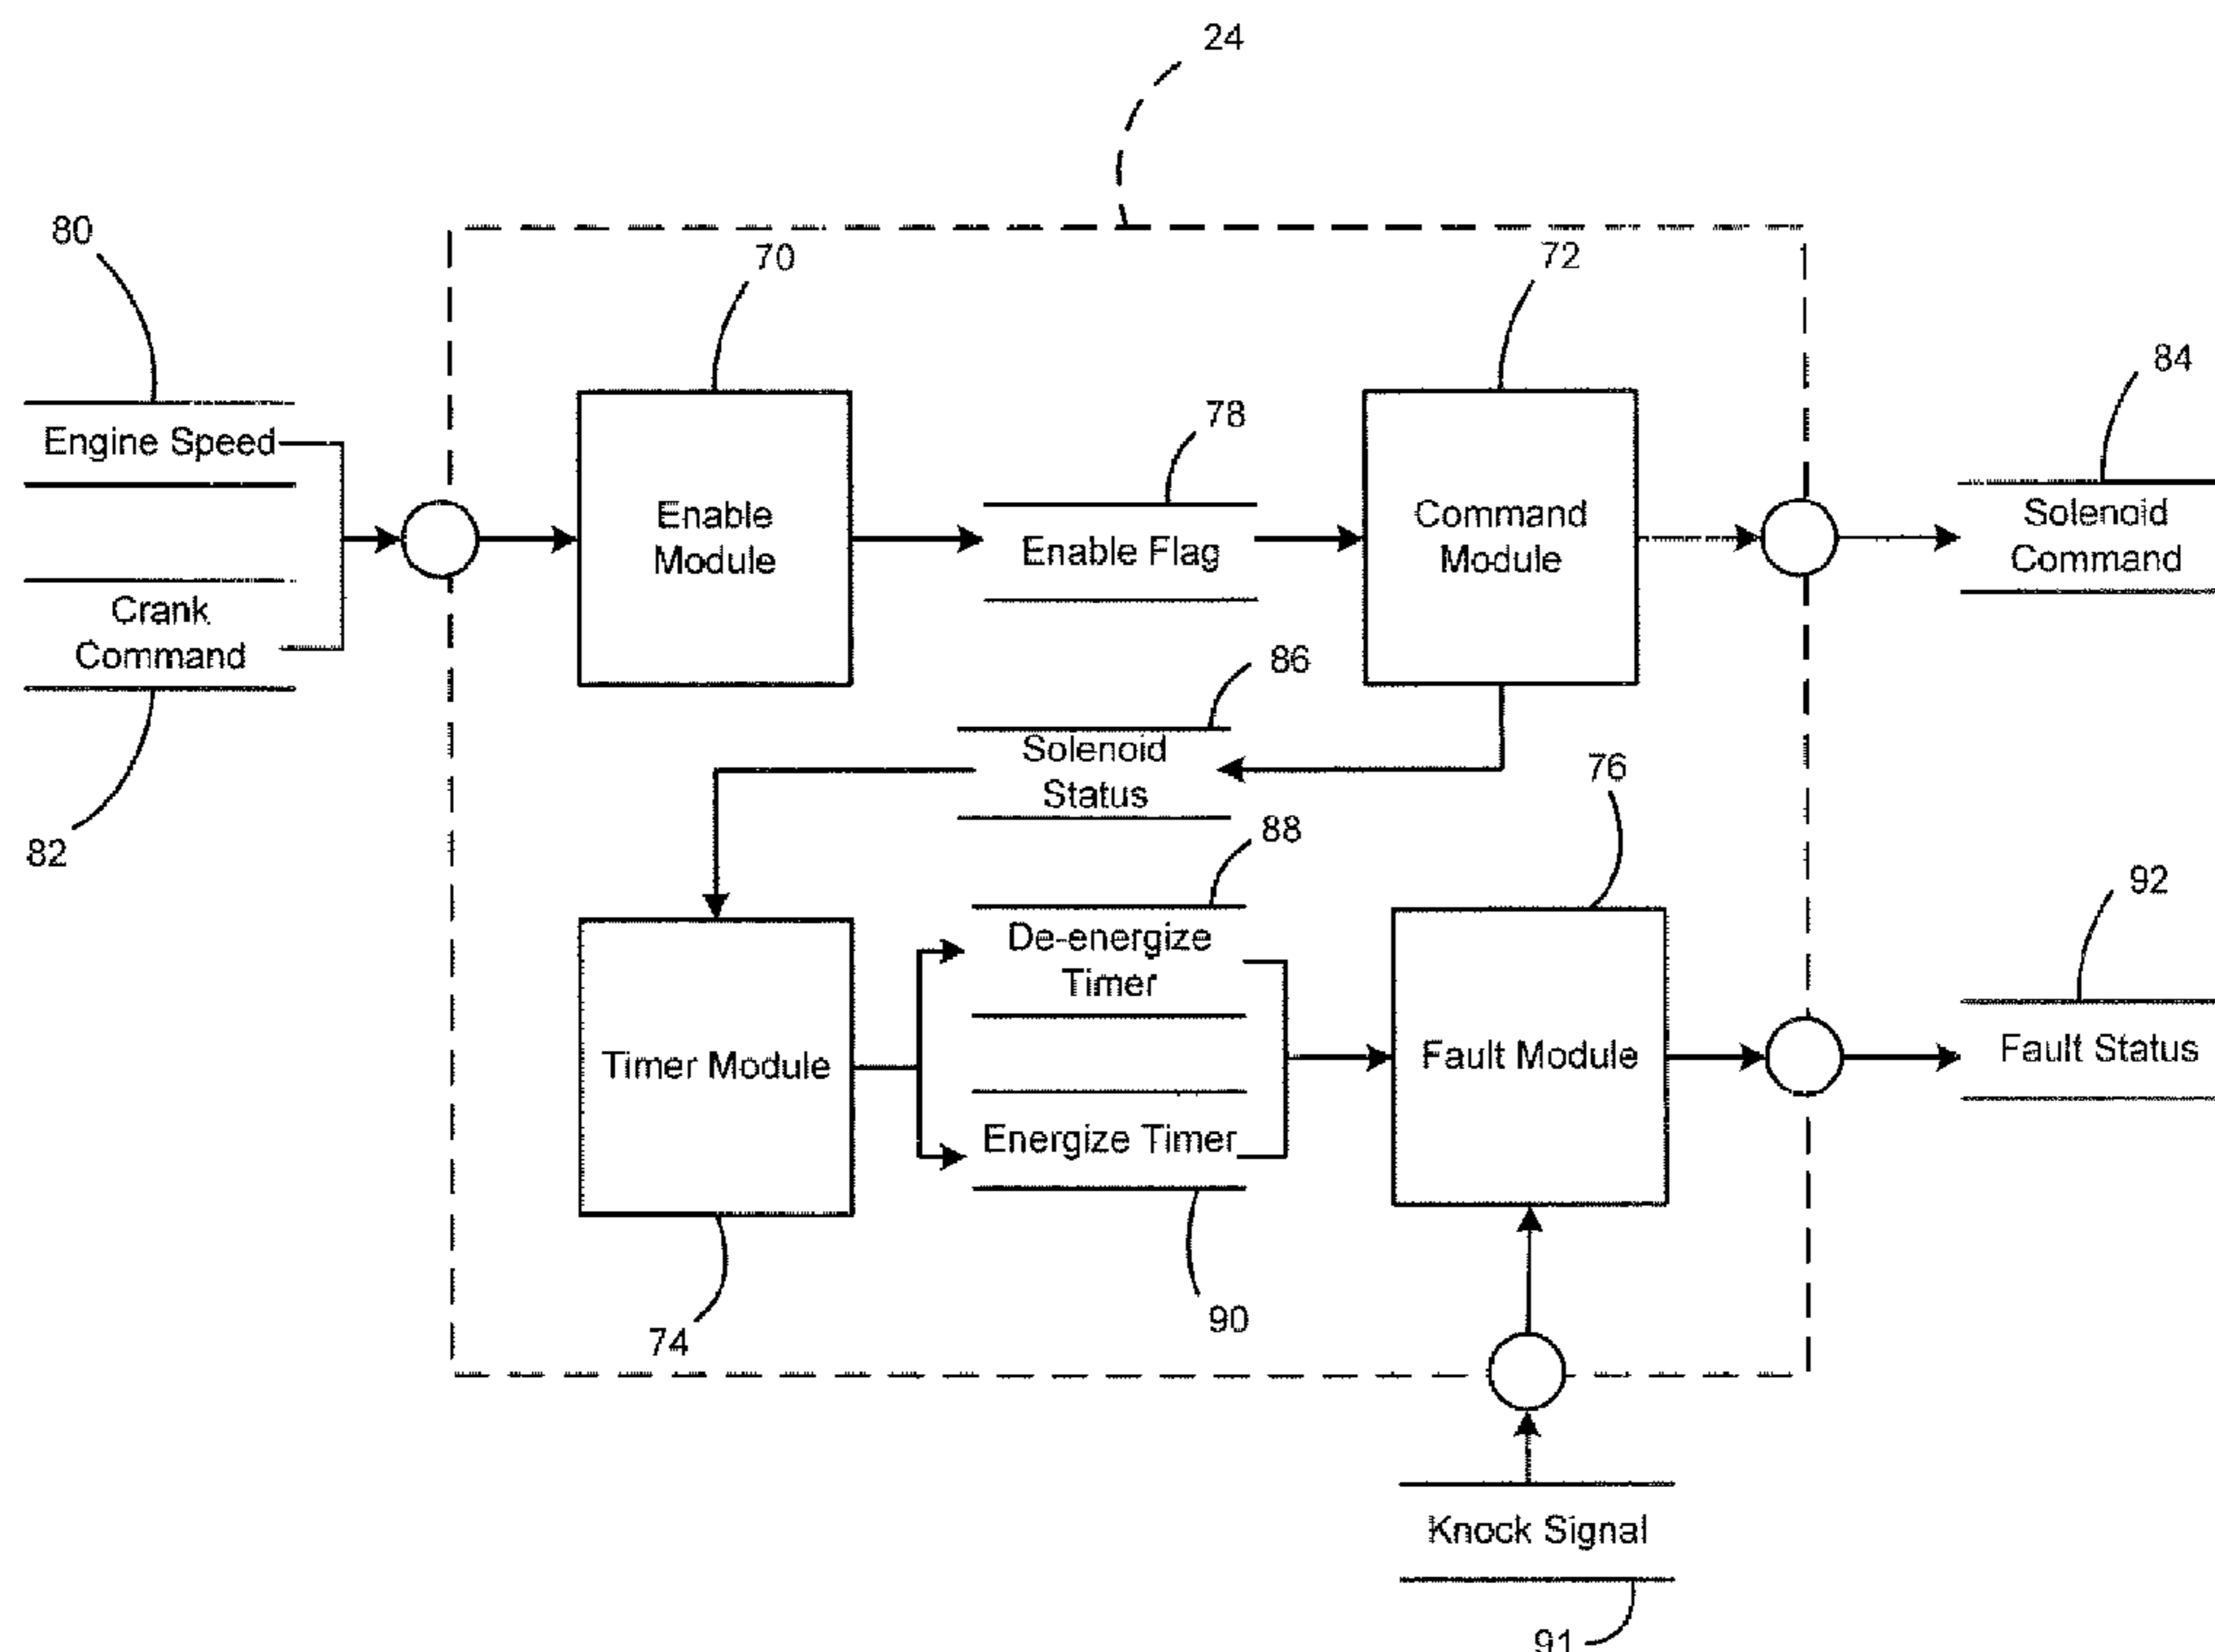 24
80
70
72
84
Engine Speed
78
Enable
Module
Enable Flag
Command
Module
Solenoid
Command
Crank
Command
86
82
Solenoid
Status
76
88
92
De-energize
Timer
Timer Module
Fault Module
Fault Status
Energize Timer
74
90
Knock Signal
91